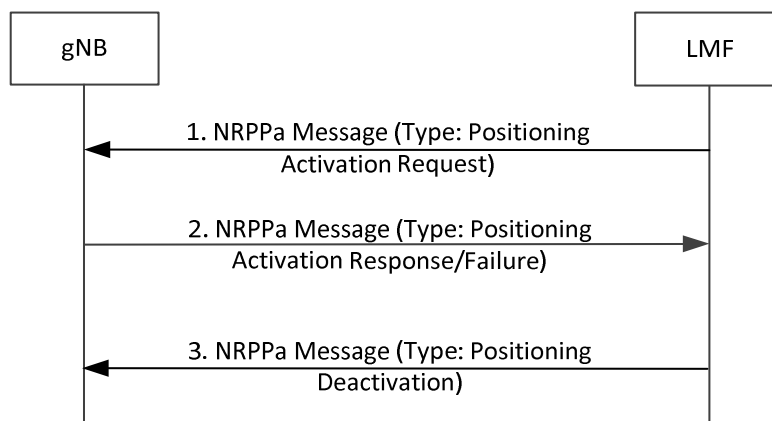 gNB
LMF
1. NRPPa Message (Type: Positioning
Activation Request)
2. NRPPa Message (Type: Positioning
Activation Response/Failure)
3. NRPPa Message (Type: Positioning
Deactivation)